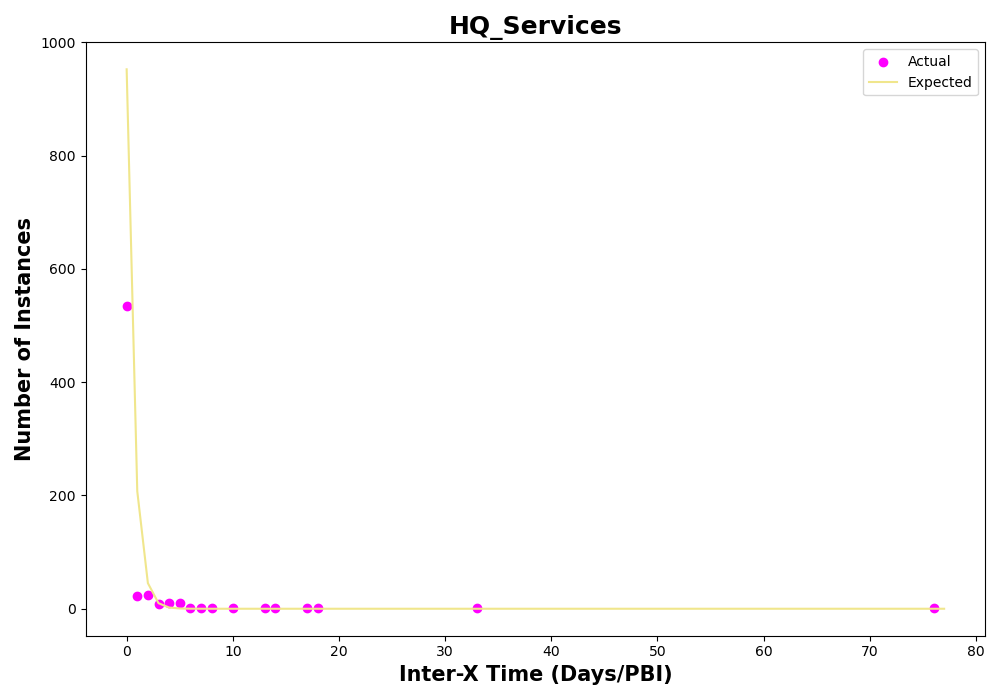 HQ_Services
Actual
Expected
Number of Instances
1000
800
600
400
200
0
0 10 20 30 40 50 60 70 80
Inter-X Time (Days/PBI)